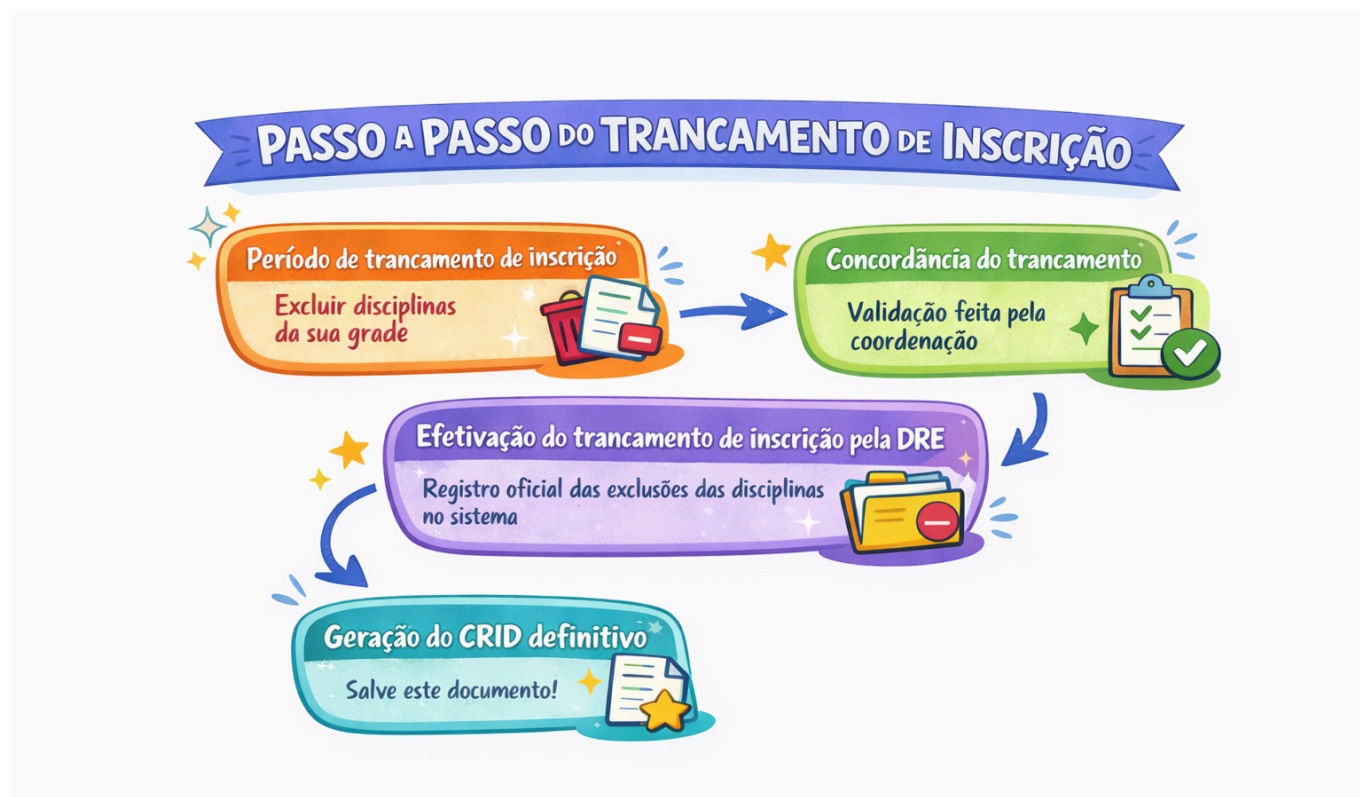 PASSO A PASSO DO TRANCAMENTO DE INSCRIÇÃO
Período de trancamento de inscrição
Excluir disciplinas
da sua grade
Concordância do trancamento
Validação feita pela
coordenação
Efetivação do trancamento de inscrição pela DRE
Registro oficial das exclusões das disciplinas
no sistema
Geração do CRID definitivo
Salve este documento!